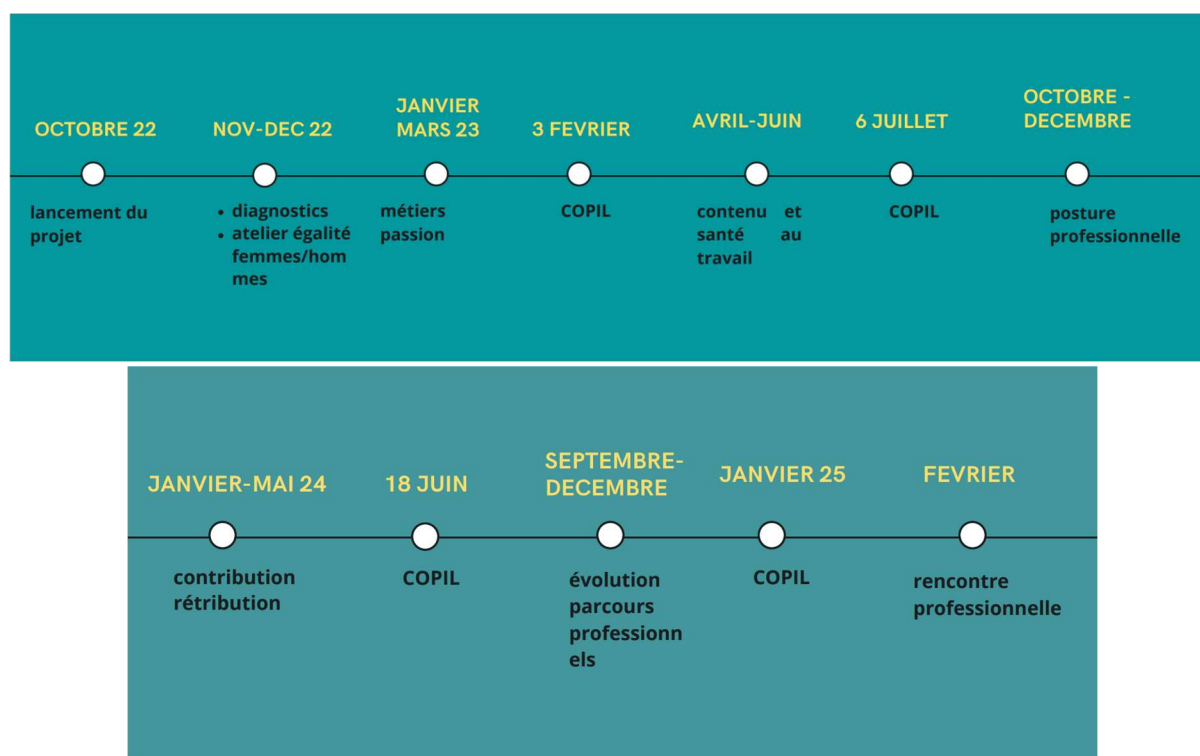 OCTOBRE 22
lancement du
projet
NOV-DEC 22
• diagnostics
• atelier égalité
femmes/hom
mes
JANVIER
MARS 23
métiers
passion
3 FEVRIER
COPIL
AVRIL-JUIN
contenu et
santé au
travail
6 JUILLET
COPIL
OCTOBRE -
DECEMBRE
posture
professionnelle
JANVIER-MAI 24
contribution
rétribution
18 JUIN
COPIL
SEPTEMBRE-
DECEMBRE
évolution
parcours
professionn
els
JANVIER 25
COPIL
FEVRIER
rencontre
professionnelle